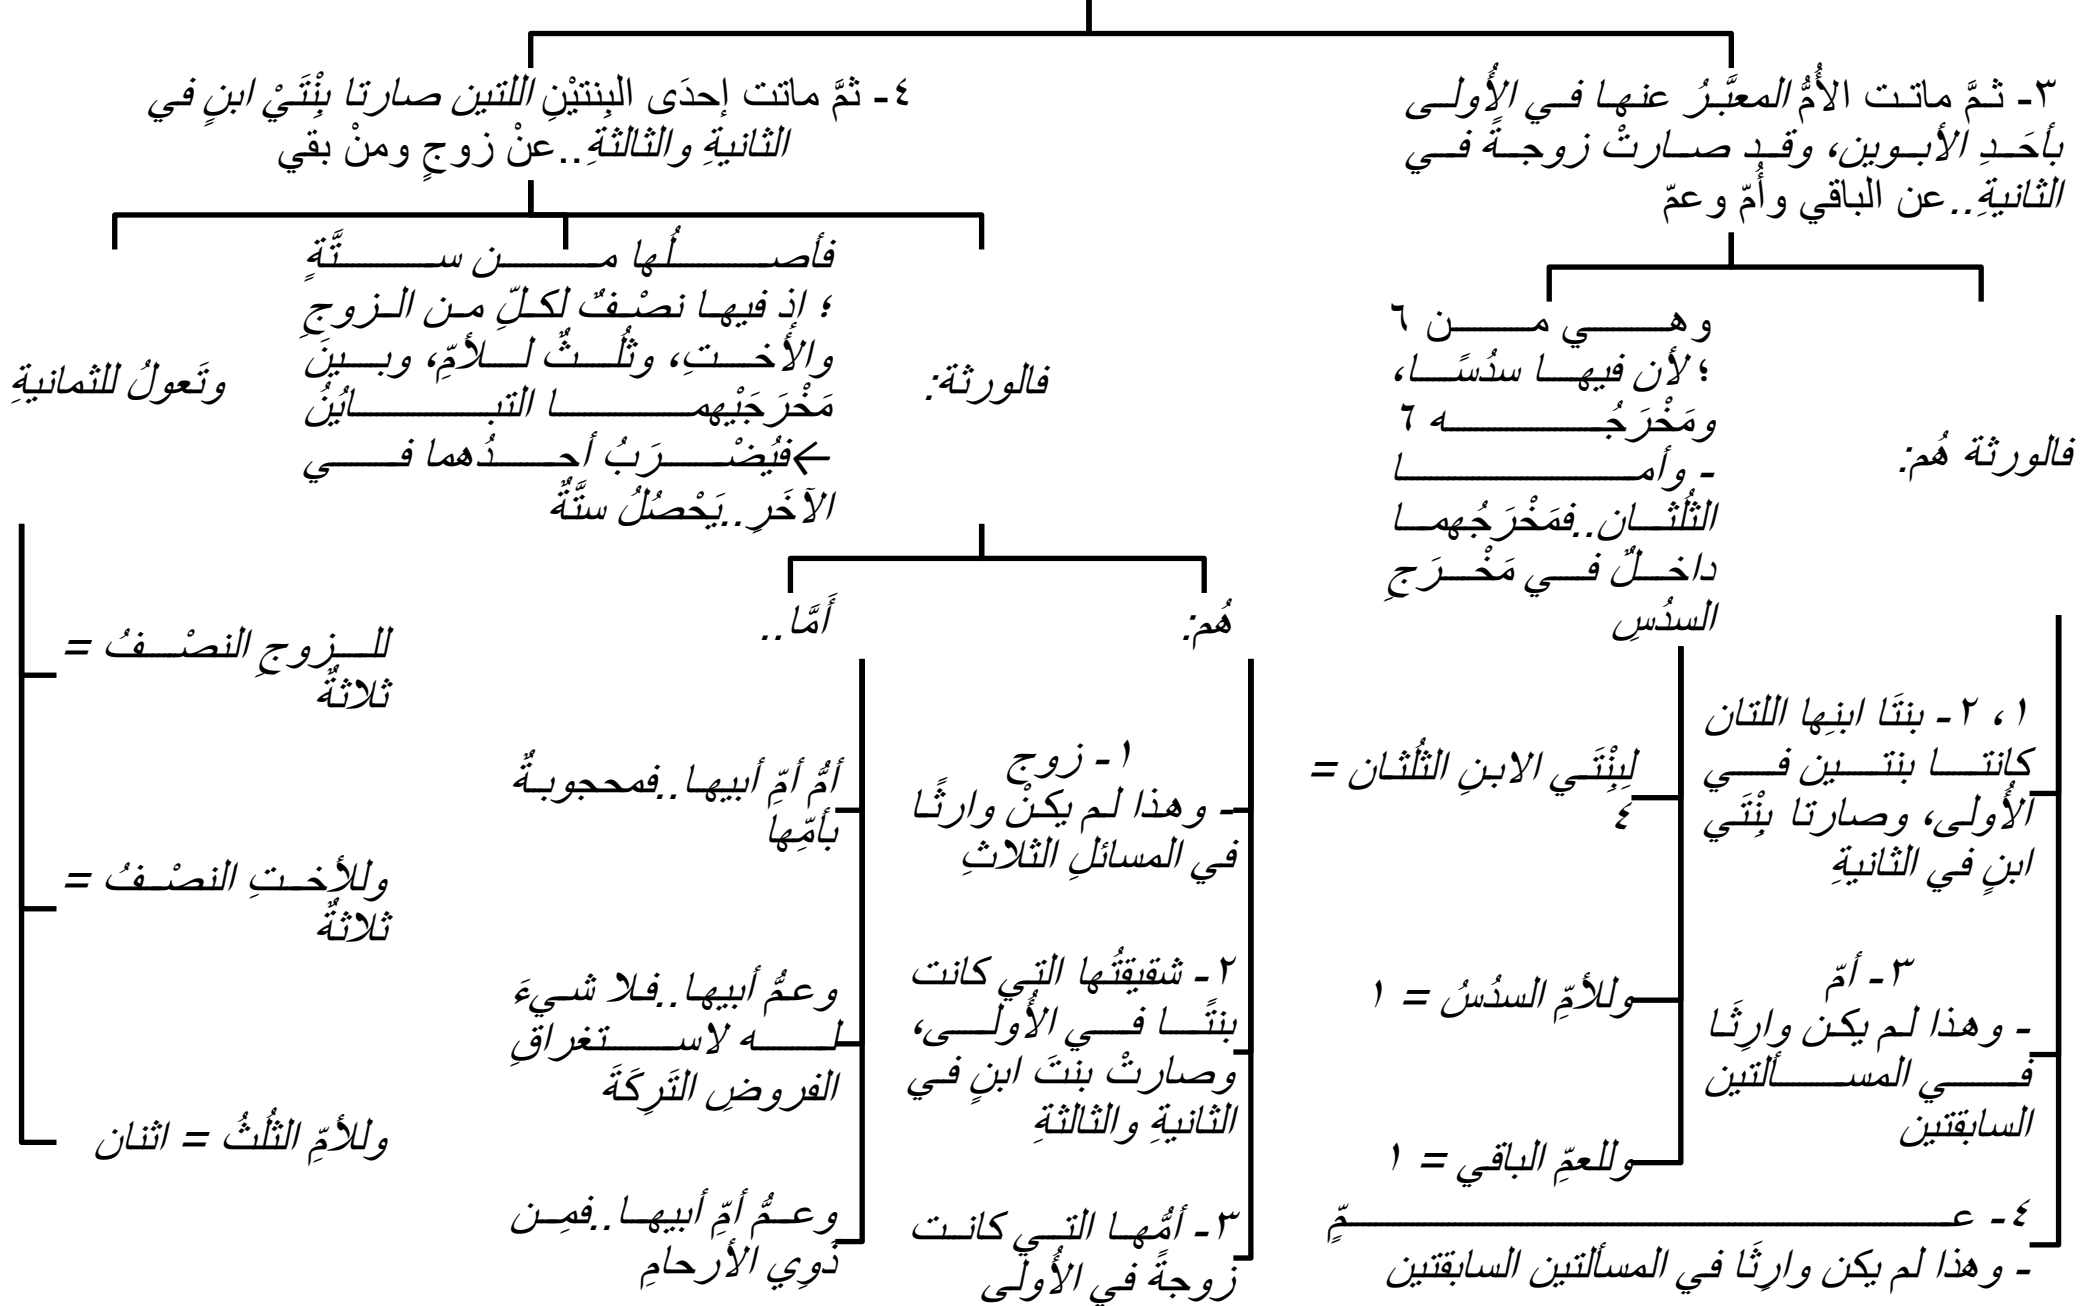 ٣- ثمَّ ماتت الأُمُّ المعبَّرُ عنها في الأُولى
بأحَدِ الأبوين، وقد صارتْ زوجةً في
الثانيةِ..عن الباقي وأُمّ وعمّ
فالورثة هُم:
١، ٢- بنتَا ابنِها اللتان
كانتا بنتين في
الأُولى، وصارتا بِنْتَي
ابنٍ في الثانيةِ
٣- أمّ
- وهذا لم يكن وارِثًا
في المسألتين
السابقتين
٤- عمٍّ
- وهذا لم يكن وارِثًا في المسألتين السابقتين
وهي من ٦
؛ لأن فيها سدُسًا،
ومَخْرَجُه ٦
- وأما
الثُلُثان..فمَخْرَجُهما
داخلٌ في مَخْرَجِ
السدُسِ
لبِنْتَي الابنِ الثُلُثان =
٤
وللأمِّ السدُسُ = ١
وللعمِّ الباقي = ١
٤- ثمَّ ماتت إحدَى البِنتيْنِ اللتين صارتا بِنْتَيْ ابنٍ في
الثانيةِ والثالثةِ..عنْ زوجٍ ومنْ بقي
فالورثة:
هُم:
١- زوج
- وهذا لم يكنْ وارثًا
في المسائلِ الثلاثِ
٢- شقيقتُها التي كانت
بنتًا في الأُولى،
وصارتْ بنتَ ابنٍ في
الثانيةِ والثالثةِ
٣- أمُّها التي كانت
زوجةً في الأُولى
أَمَّا..
أمُّ أمِّ أبيها..فمحجوبةٌ
بأمِّها
وعمُّ أبيها..فلا شيءَ
له لاستغراقِ
الفروضِ التَرِكَةَ
وعمُّ أمِّ أبيها..فمِن
ذَوِي الأرحامِ
فأصلُها من ستَّةٍ
؛ إذ فيها نصْفٌ لكلّ من الزوجِ
والأختِ، وثُلُثٌ للأمِّ، وبينَ
مَخْرَجَيْهما التبايُنُ
←فيُضْرَبُ أحدُهما في
الآخَرِ..يَحْصُلُ ستَّةٌ
وتَعولُ للثمانيةِ
للزوجِ النصْفُ =
ثلاثةٌ
وللأختِ النصْفُ =
ثلاثةٌ
وللأمِّ الثُلُثُ = اثنان